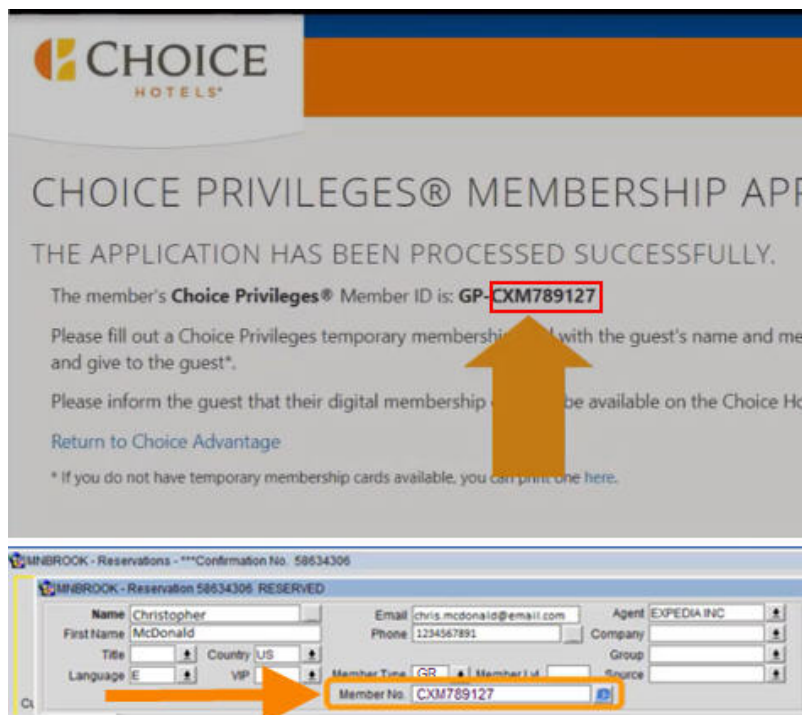 CHOICE
HOTELS®
CHOICE PRIVILEGES® MEMBERSHIP APP
THE APPLICATION HAS BEEN PROCESSED SUCCESSFULLY.
The member's Choice Privileges® Member ID is: GP-CXM789127
Please fill out a Choice Privileges temporary membership with the guest's name and me
and give to the guest*.
Please inform the guest that their digital membership be available on the Choice Ho
Return to Choice Advantage
* If you do not have temporary membership cards available, you can print one here.
MNBROOK - Reservations - ***Confirmation No. 58634306
MNBROOK - Reservation 58634306 RESERVED
Name Christopher Email chris.mcdonald@email.com Agent EXPEDIA INC
First Name McDonald Phone 1234567891 Company
Title Country US Group
Language E VIP Member Type GR Member Lvl Source
Member No. CXM789127